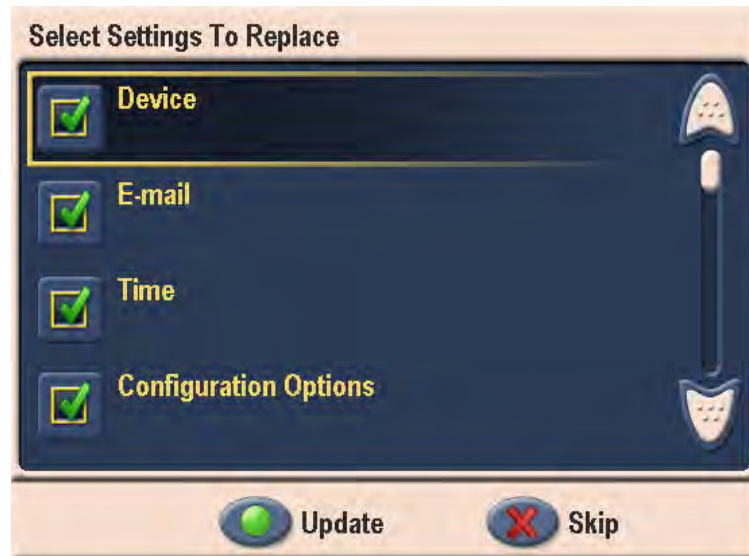 Select Settings To Replace
Device
E-mail
Time
Configuration Options
Update
Skip